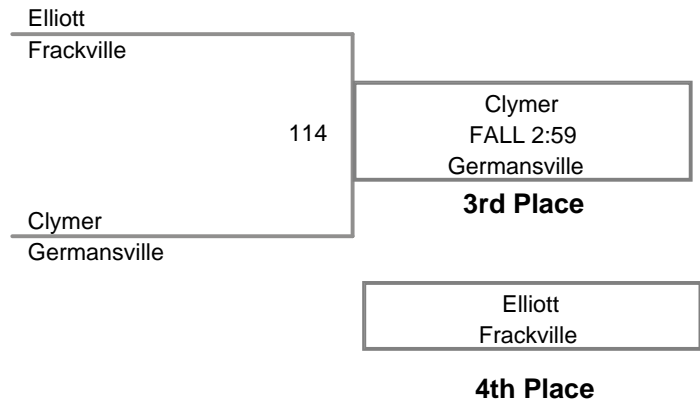 Elliott
Frackville
114
Clymer
FALL 2:59
Germansville
3rd Place
Clymer
Germansville
Elliott
Frackville
4th Place